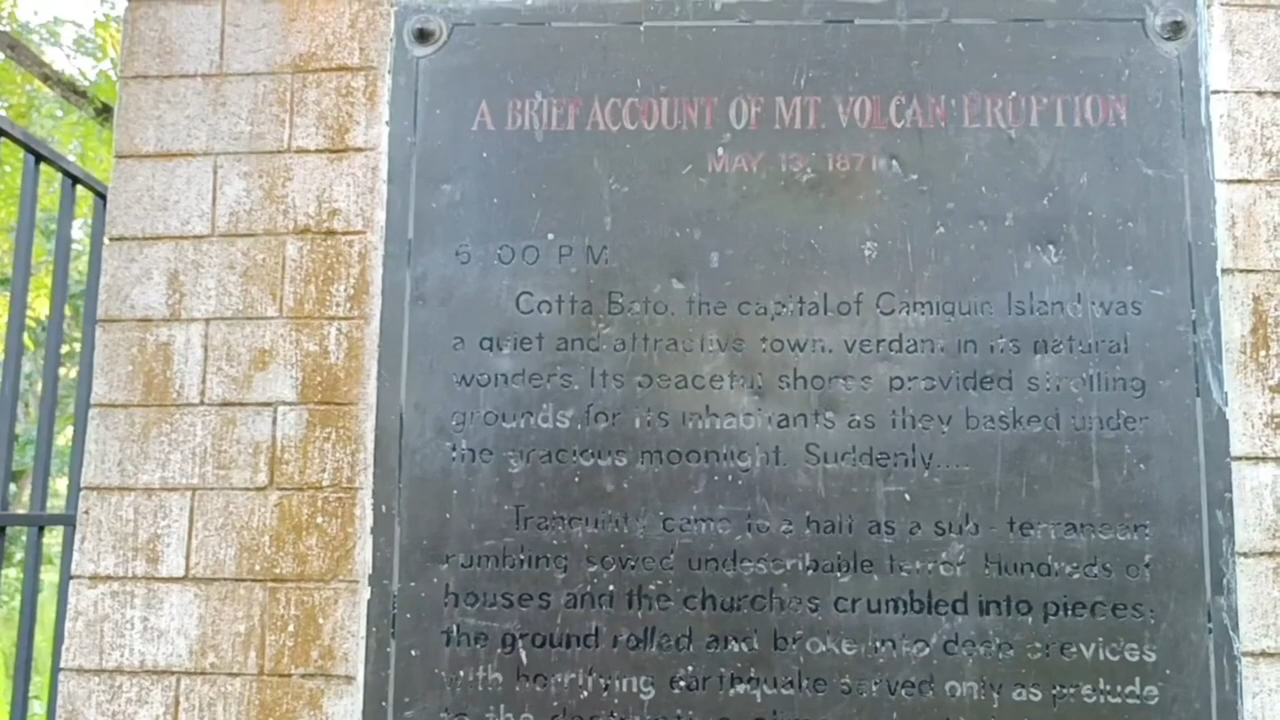 A BRIEF ACCOUNT OF MT. VOLCAN ERUPTION
MAY 13, 1871
6 00 P M
Cotta Bato, the capital of Camiguin Island was
a quiet and attractive town, verdant in its natural
wonders. Its peaceful shores provided strolling
grounds for its inhabitants as they basked under
the gracious moonlight. Suddenly....
Tranquility came to a halt as a sub - terranean
rumbling sowed undescribable terror Hundreds of
houses and the churches crumbled into pieces;
the ground rolled and broke into deep crevices
with horrifying earthquake served only as prelude
to the